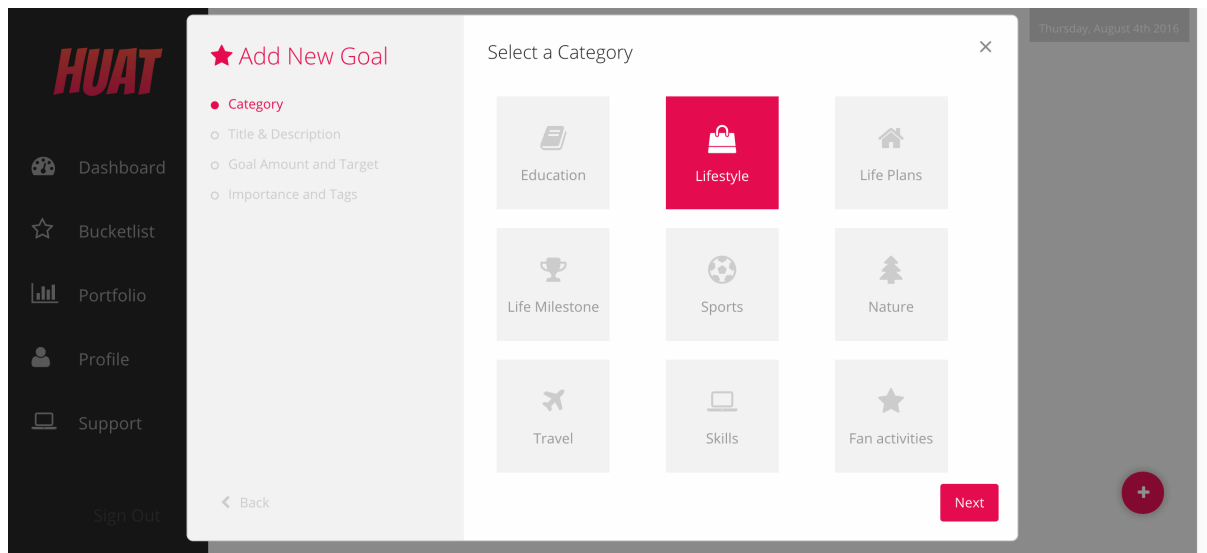 HUAT
Dashboard
Bucketlist
Portfolio
Profile
Support
Sign Out
Add New Goal
Category
Title & Description
Goal Amount and Target
Importance and Tags
Back
Select a Category
×
Education
Lifestyle
Life Plans
Life Milestone
Sports
Nature
Travel
Skills
Fan activities
Next
Thursday, August 4th 2016
+